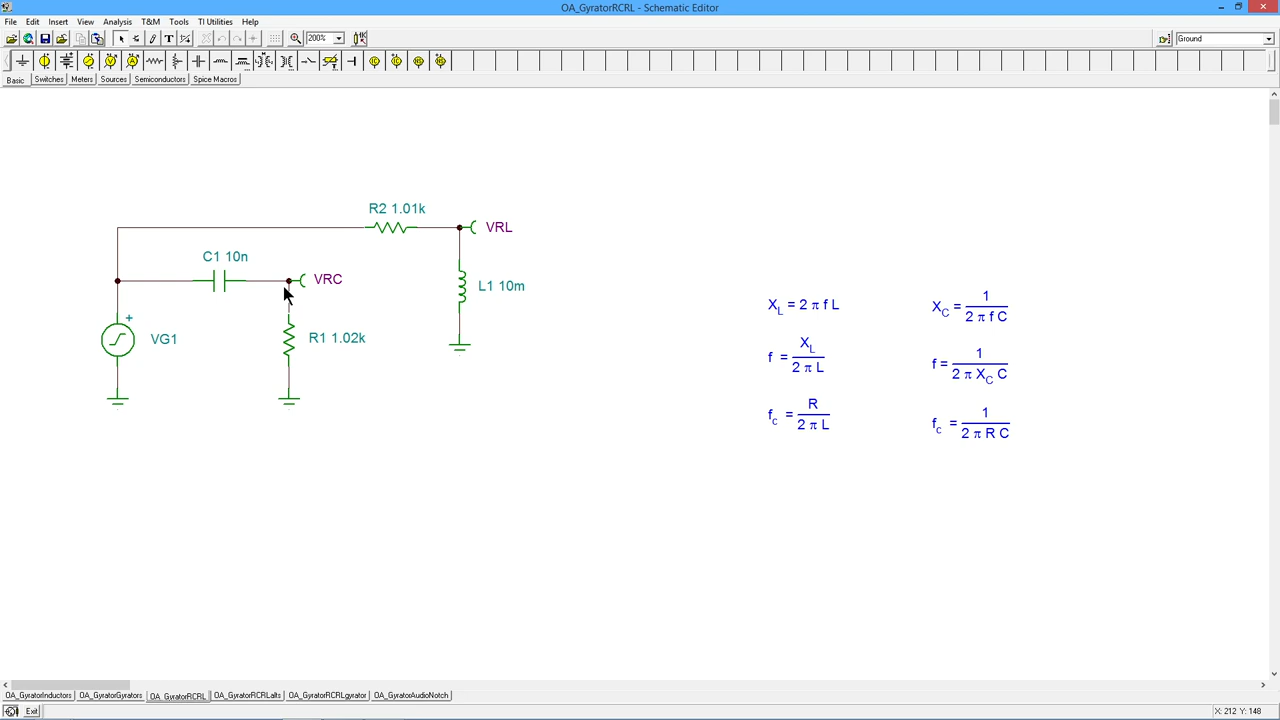 OA_GyratorRCRL - Schematic Editor
File Edit Insert View Analysis T&M Tools TI Utilities Help
200% Ground
Basic Switches Meters Sources Semiconductors Spice Macros
R2 1.01k
VRL
C1 10n
VRC
L1 10m
+
VG1
R1 1.02k
X_L = 2 π f L
f = X_L / 2 π L
f_c = R / 2 π L
X_C = 1 / 2 π f C
f = 1 / 2 π X_C C
f_c = 1 / 2 π R C
OA_GyratorInductors OA_GyratorGyrators OA_GyratorRCRL OA_GyratorRCRLalts OA_GyratorRCRLgyrator OA_GyratorAudioNotch
Exit X: 212 Y: 148